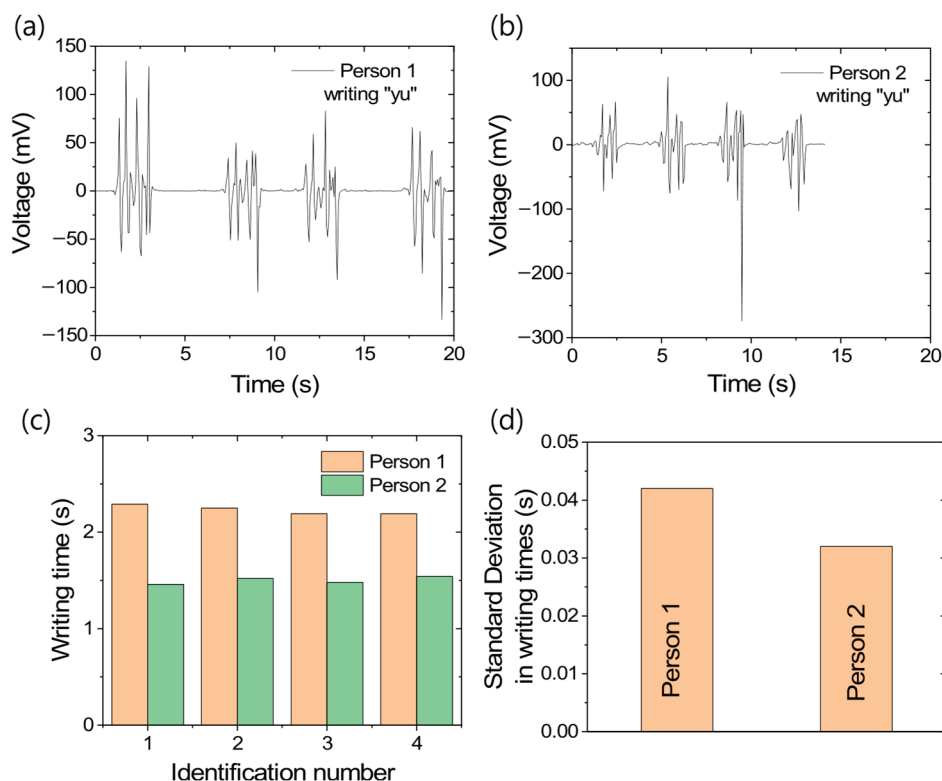 (a)
150
100
50
0
−50
−100
−150
Voltage (mV)
Person 1
writing "yu"
0 5 10 15 20
Time (s)
(b)
100
0
−100
−200
−300
Voltage (mV)
Person 2
writing "yu"
0 5 10 15 20
Time (s)
(c)
3
2
1
0
Writing time (s)
Person 1
Person 2
1 2 3 4
Identification number
(d)
0.05
0.04
0.03
0.02
0.01
0.00
Standard Deviation
in writing times (s)
Person 1
Person 2